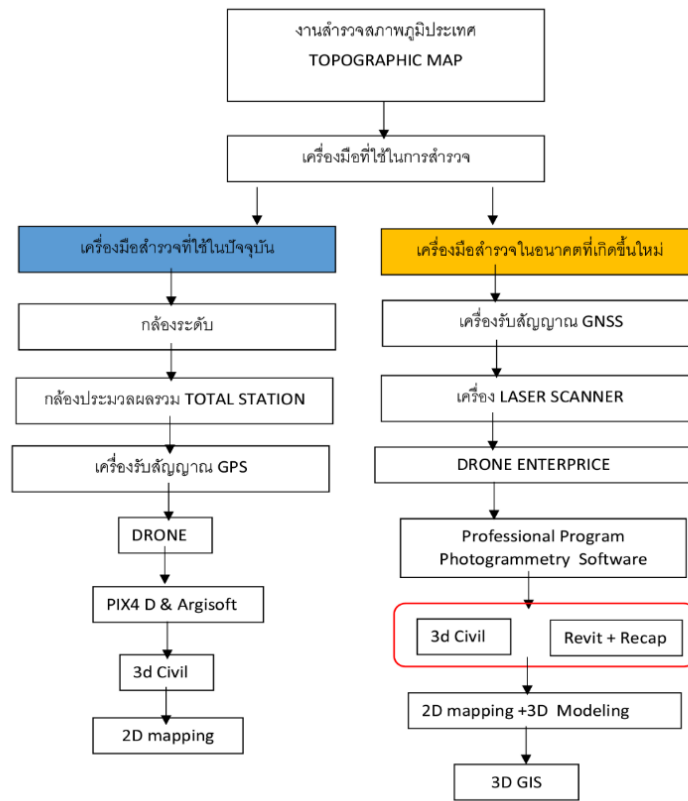 งานสำรวจสภาพภูมิประเทศ
TOPOGRAPHIC MAP
เครื่องมือที่ใช้ในการสำรวจ
เครื่องมือสำรวจที่ใช้ในปัจจุบัน
กล้องระดับ
กล้องประมวลผลรวม TOTAL STATION
เครื่องรับสัญญาณ GPS
DRONE
PIX4 D & Argisoft
3d Civil
2D mapping
เครื่องมือสำรวจในอนาคตที่เกิดขึ้นใหม่
เครื่องรับสัญญาณ GNSS
เครื่อง LASER SCANNER
DRONE ENTERPRICE
Professional Program
Photogrammetry Software
3d Civil
Revit + Recap
2D mapping +3D Modeling
3D GIS